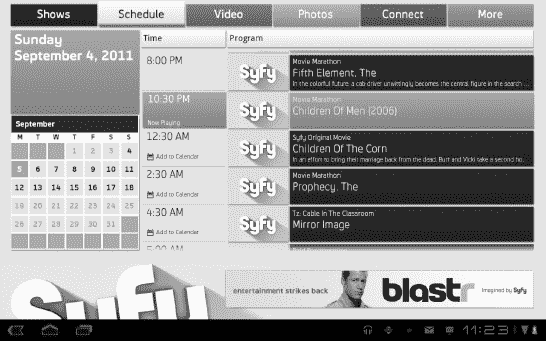 Shows Schedule Video Photos Connect More
Sunday
September 4, 2011
Time Program
8:00 PM
Syfy
Movie Marathon
Fifth Element, The
In the colorful future, a cab driver unwittingly becomes the central figure in the search
10:30 PM
Now Playing
Syfy
Movie Marathon
Children Of Men (2006)
12:30 AM
Add to Calendar
Syfy
Syfy Original Movie
Children Of The Corn
In an effort to bring their marriage back from the dead, Burt and Vicki take a second ho..
2:30 AM
Add to Calendar
Syfy
Movie Marathon
Prophecy, The
4:30 AM
Add to Calendar
Syfy
Tz: Cable In The Classroom
Mirror Image
September
M T W T F S S
1 2 3 4
5 6 7 8 9 10 11
12 13 14 15 16 17 18
19 20 21 22 23 24 25
26 27 28 29 30 31
Syfy
entertainment strikes back
blastr
Imagined by Syfy
11:23